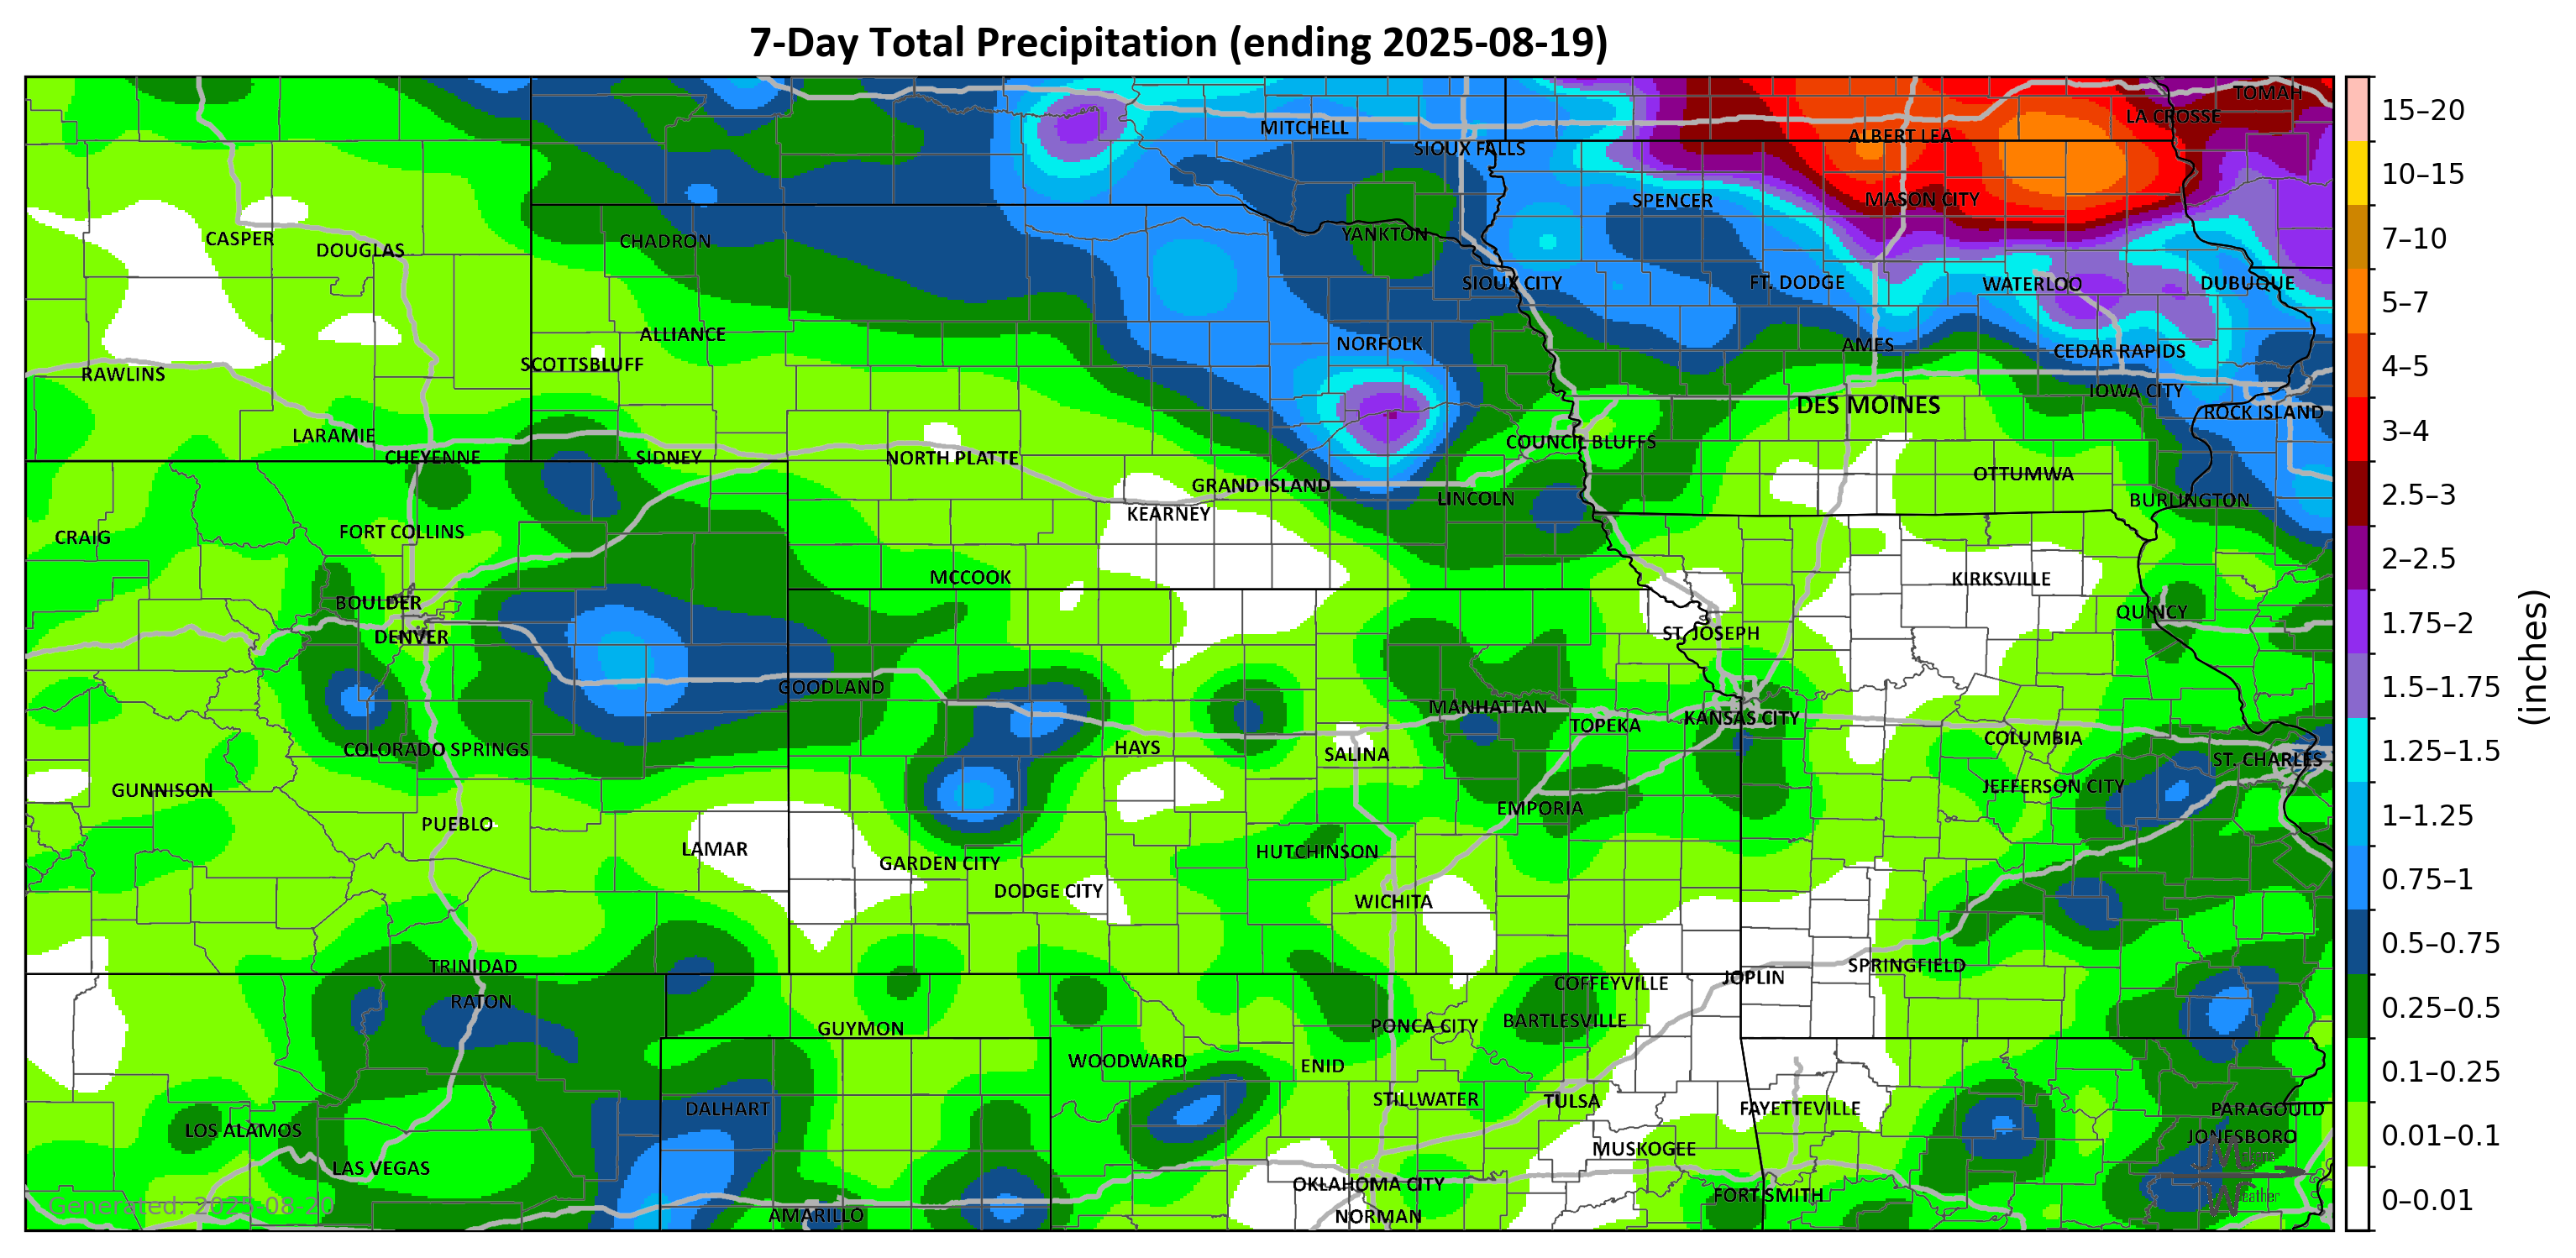 7-Day Total Precipitation (ending 2025-08-19)
TOMAH
LA CROSSE
MITCHELL
ALBERT LEA
SIOUX FALLS
SPENCER
MASON CITY
CASPER
DOUGLAS
CHADRON
YANKTON
SIOUX CITY
FT. DODGE
WATERLOO
DUBUQUE
ALLIANCE
NORFOLK
AMES
CEDAR RAPIDS
SCOTTSBLUFF
RAWLINS
IOWA CITY
DES MOINES
ROCK ISLAND
LARAMIE
COUNCIL BLUFFS
CHEYENNE
SIDNEY
NORTH PLATTE
OTTUMWA
GRAND ISLAND
LINCOLN
BURLINGTON
KEARNEY
FORT COLLINS
CRAIG
MCCOOK
KIRKSVILLE
BOULDER
QUINCY
DENVER
ST. JOSEPH
GOODLAND
MANHATTAN
KANSAS CITY
TOPEKA
COLUMBIA
COLORADO SPRINGS
HAYS
SALINA
ST. CHARLES
GUNNISON
JEFFERSON CITY
EMPORIA
PUEBLO
LAMAR
HUTCHINSON
GARDEN CITY
DODGE CITY
WICHITA
TRINIDAD
SPRINGFIELD
JOPLIN
COFFEYVILLE
RATON
BARTLESVILLE
GUYMON
PONCA CITY
WOODWARD
ENID
STILLWATER
TULSA
DALHART
FAYETTEVILLE
PARAGOULD
LOS ALAMOS
JONESBORO
MUSKOGEE
LAS VEGAS
OKLAHOMA CITY
FORT SMITH
Generated: 2025-08-20
AMARILLO
NORMAN
15–20
10–15
7–10
5–7
4–5
3–4
2.5–3
2–2.5
1.75–2
1.5–1.75
1.25–1.5
1–1.25
0.75–1
0.5–0.75
0.25–0.5
0.1–0.25
0.01–0.1
0–0.01
(inches)